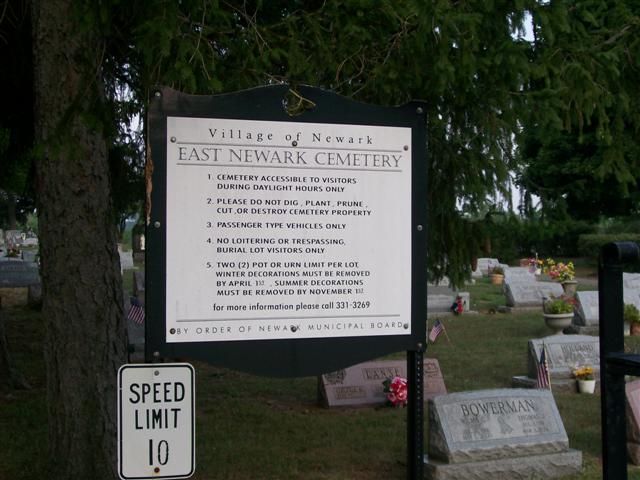 Village of Newark
EAST NEWARK CEMETERY
1. CEMETERY ACCESSIBLE TO VISITORS
DURING DAYLIGHT HOURS ONLY
2. PLEASE DO NOT DIG, PLANT, PRUNE,
CUT, OR DESTROY CEMETERY PROPERTY
3. PASSENGER TYPE VEHICLES ONLY
4. NO LOITERING OR TRESPASSING,
BURIAL LOT VISITORS ONLY
5. TWO (2) POT OR URN LIMIT PER LOT,
WINTER DECORATIONS MUST BE REMOVED
BY APRIL 1ST, SUMMER DECORATIONS
MUST BE REMOVED BY NOVEMBER 1ST
for more information please call 331-3269
BY ORDER OF NEWARK MUNICIPAL BOARD
SPEED
LIMIT
10
BOWERMAN